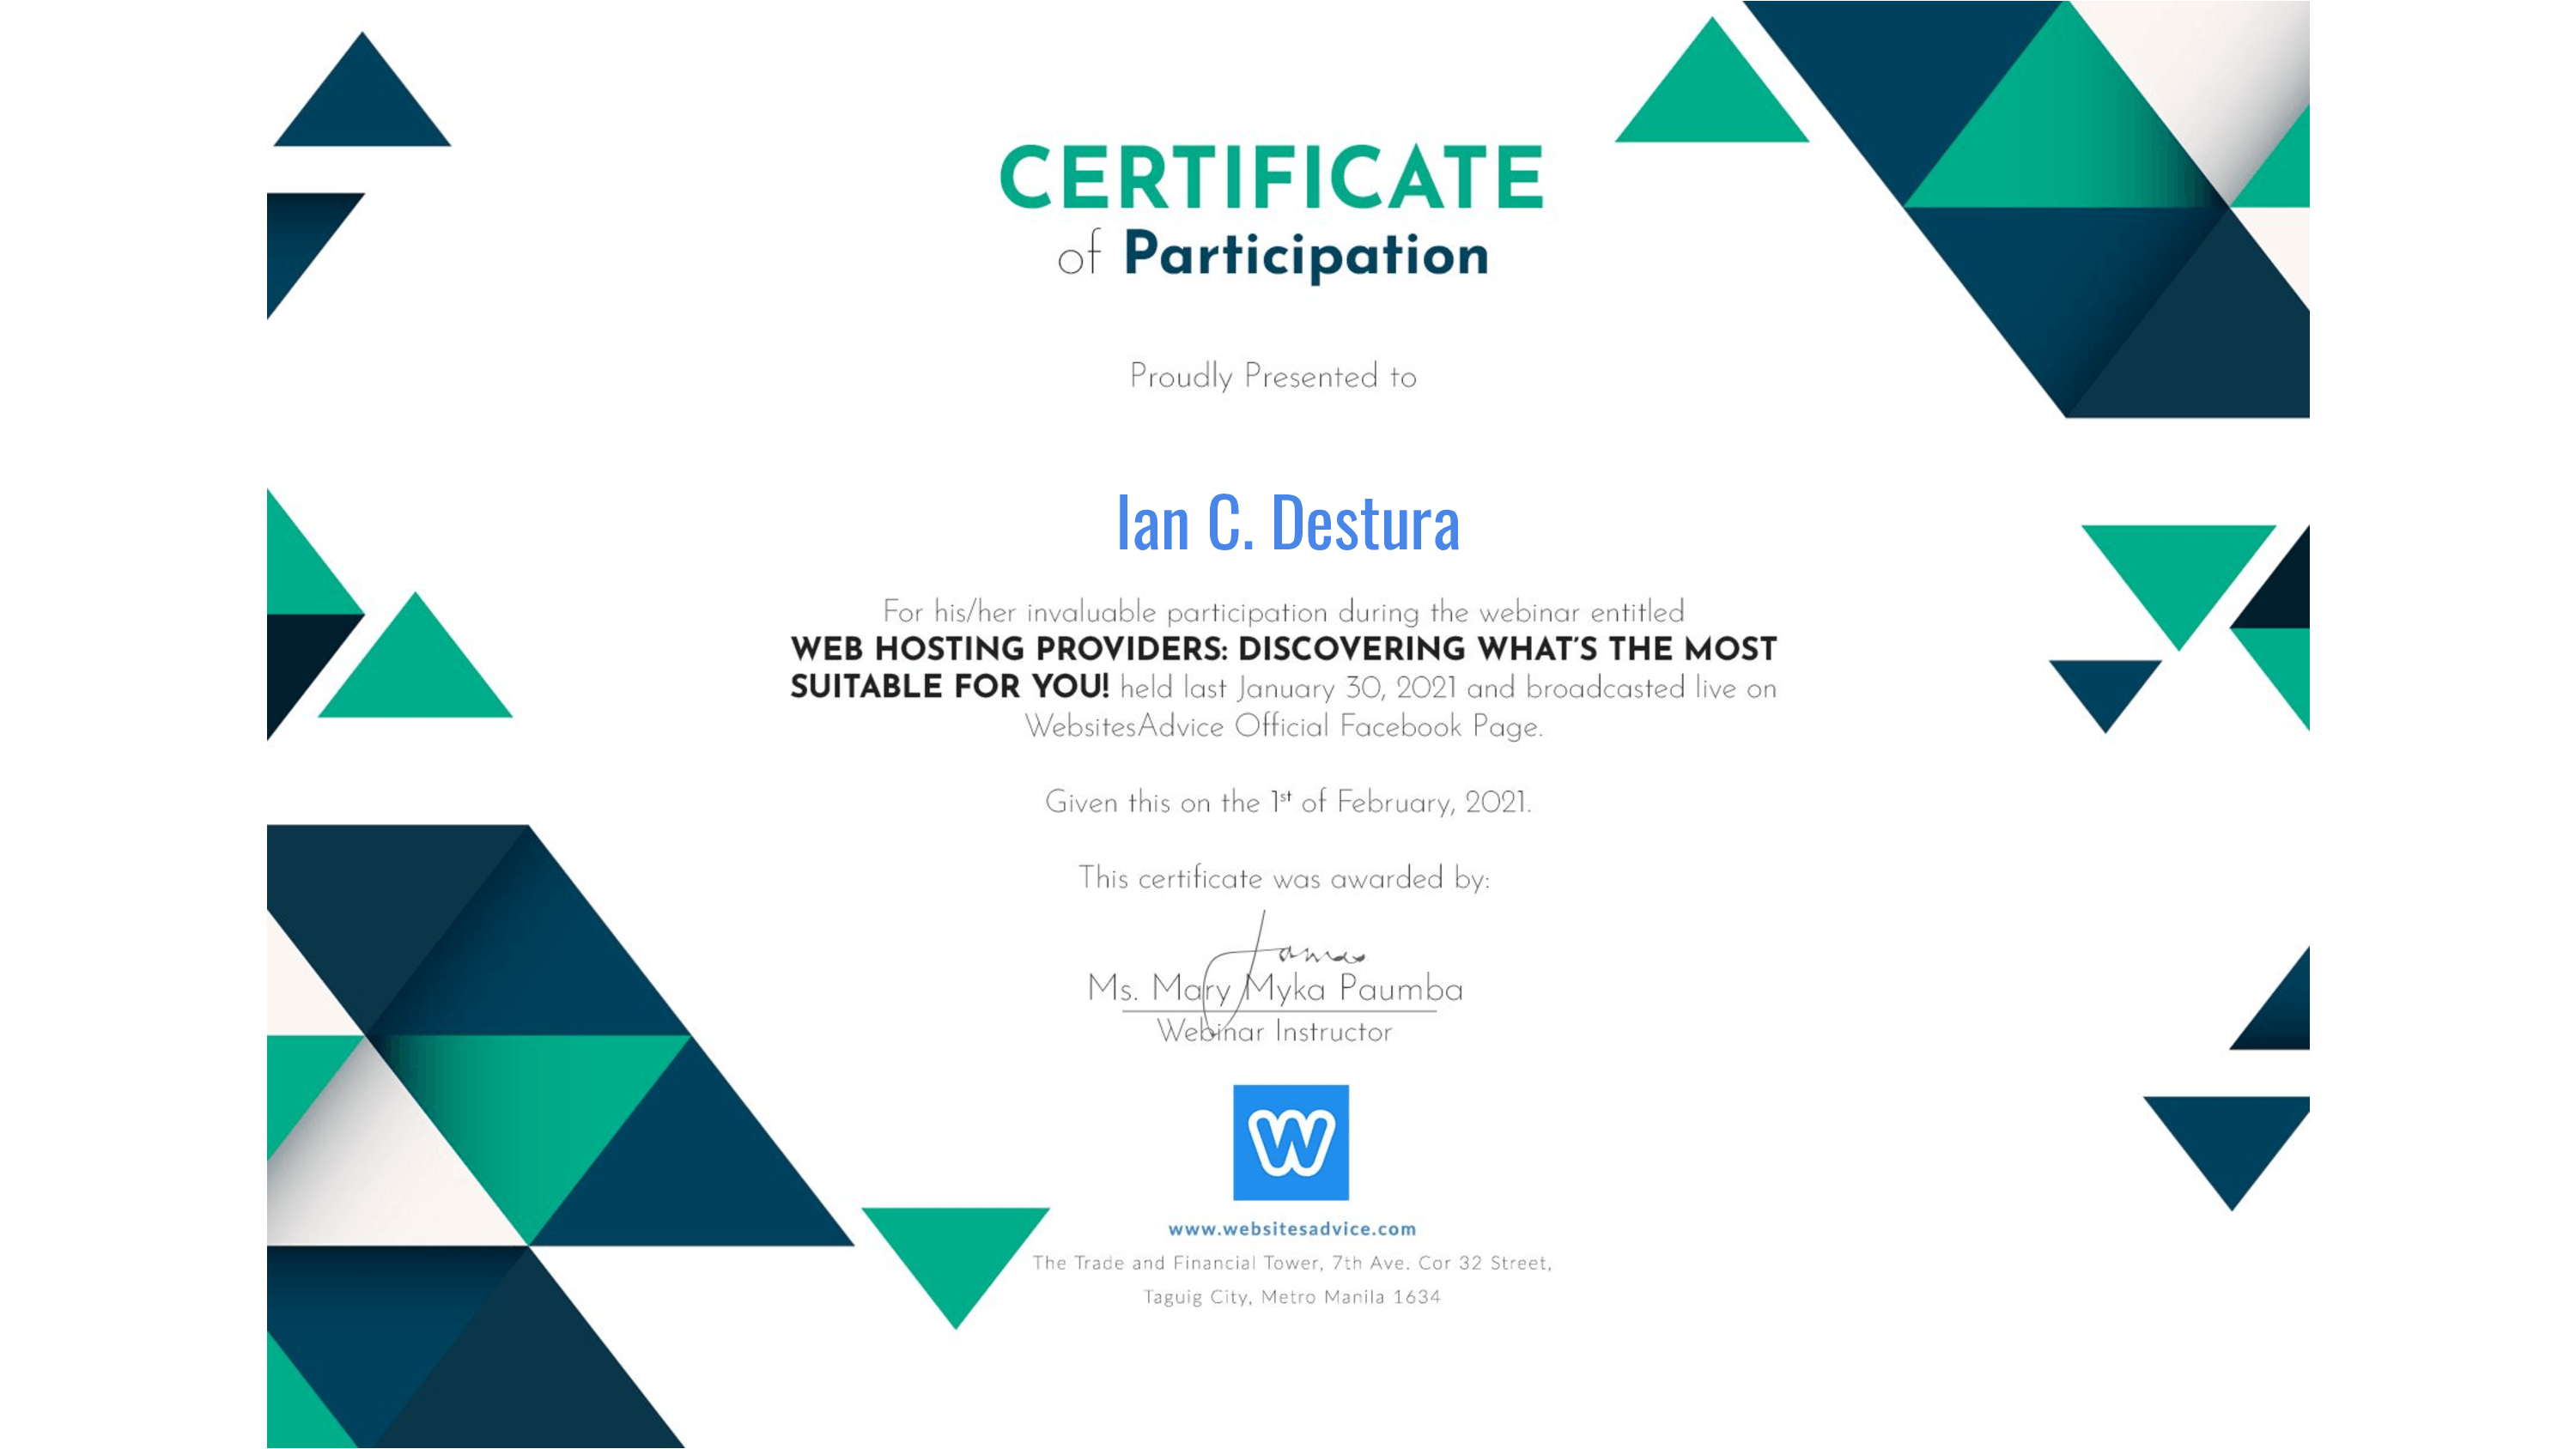 CERTIFICATE
of Participation
Proudly Presented to
Ian C. Destura
For his/her invaluable participation during the webinar entitled
WEB HOSTING PROVIDERS: DISCOVERING WHAT'S THE MOST
SUITABLE FOR YOU! held last January 30, 2021 and broadcasted live on
WebsitesAdvice Official Facebook Page.
Given this on the 1st of February, 2021.
This certificate was awarded by:
Ms. Mary Myka Paumba
Webinar Instructor
W
www.websitesadvice.com
The Trade and Financial Tower, 7th Ave. Cor 32 Street,
Taguig City, Metro Manila 1634